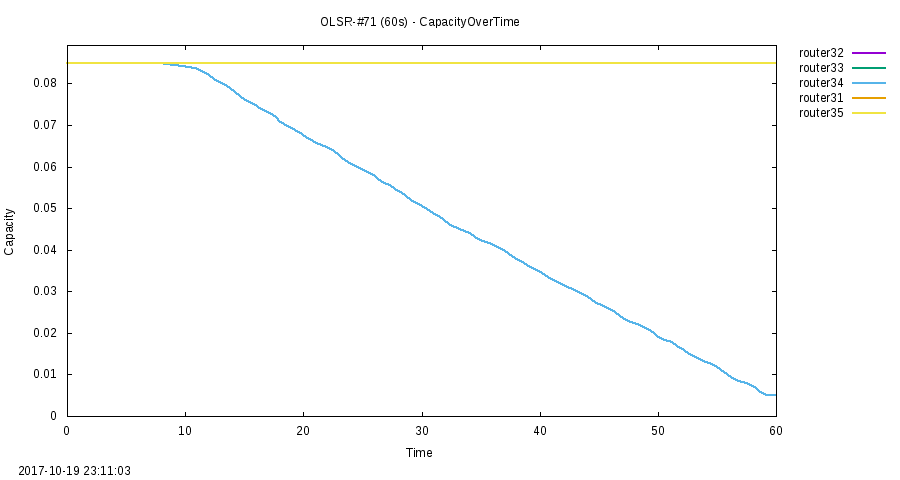 OLSR-#71 (60s) - CapacityOverTime
router32
router33
router34
router31
router35
0.08
0.07
0.06
0.05
0.04
0.03
0.02
0.01
0
Capacity
0 10 20 30 40 50 60
Time
2017-10-19 23:11:03